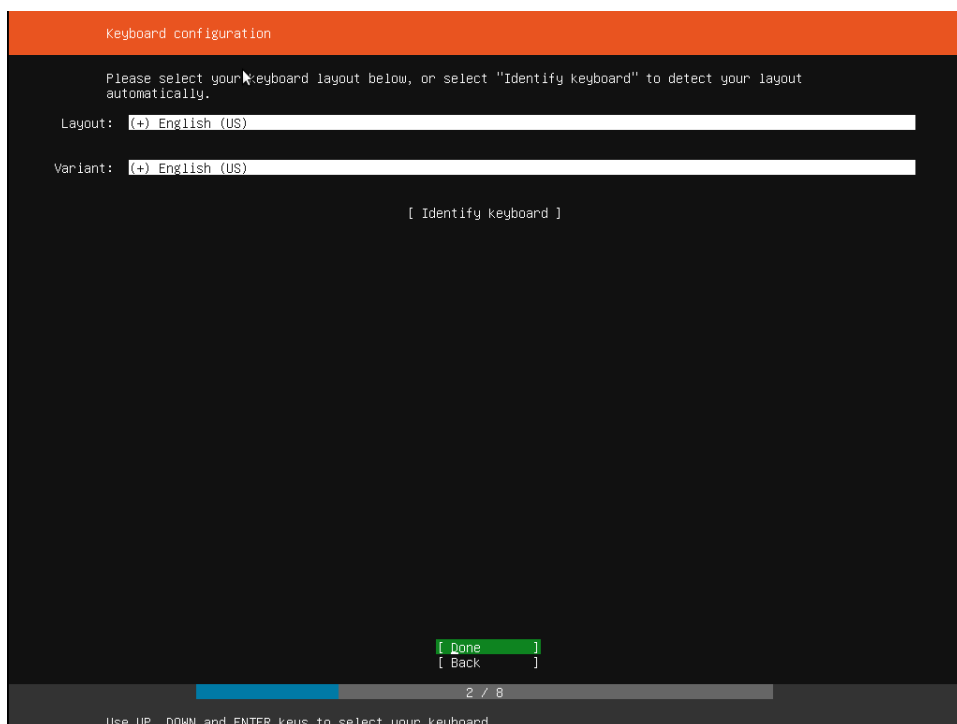 Keyboard configuration
Please select your keyboard layout below, or select "Identify keyboard" to detect your layout
automatically.
Layout: (+) English (US)
Variant: (+) English (US)
[ Identify keyboard ]
[ Done ]
[ Back ]
2 / 8
Use UP, DOWN and ENTER keys to select your keyboard.